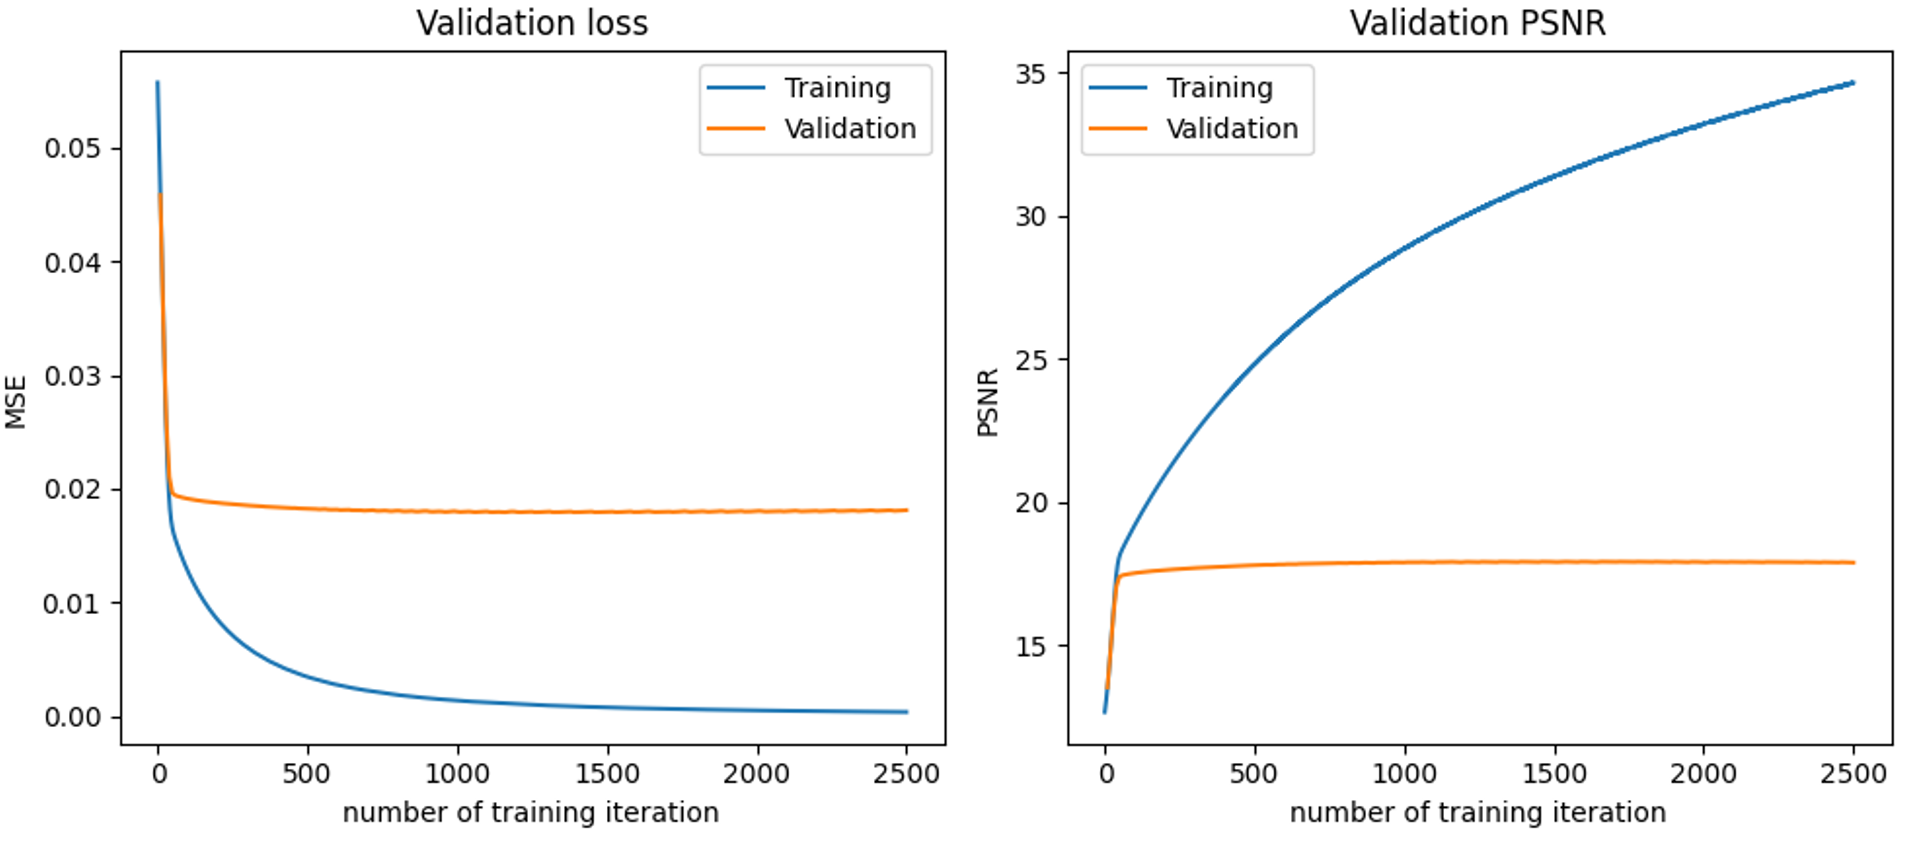 Validation loss
Training
Validation
0.05
0.04
0.03
0.02
0.01
0.00
MSE
0 500 1000 1500 2000 2500
number of training iteration
Validation PSNR
Training
Validation
35
30
25
20
15
PSNR
0 500 1000 1500 2000 2500
number of training iteration